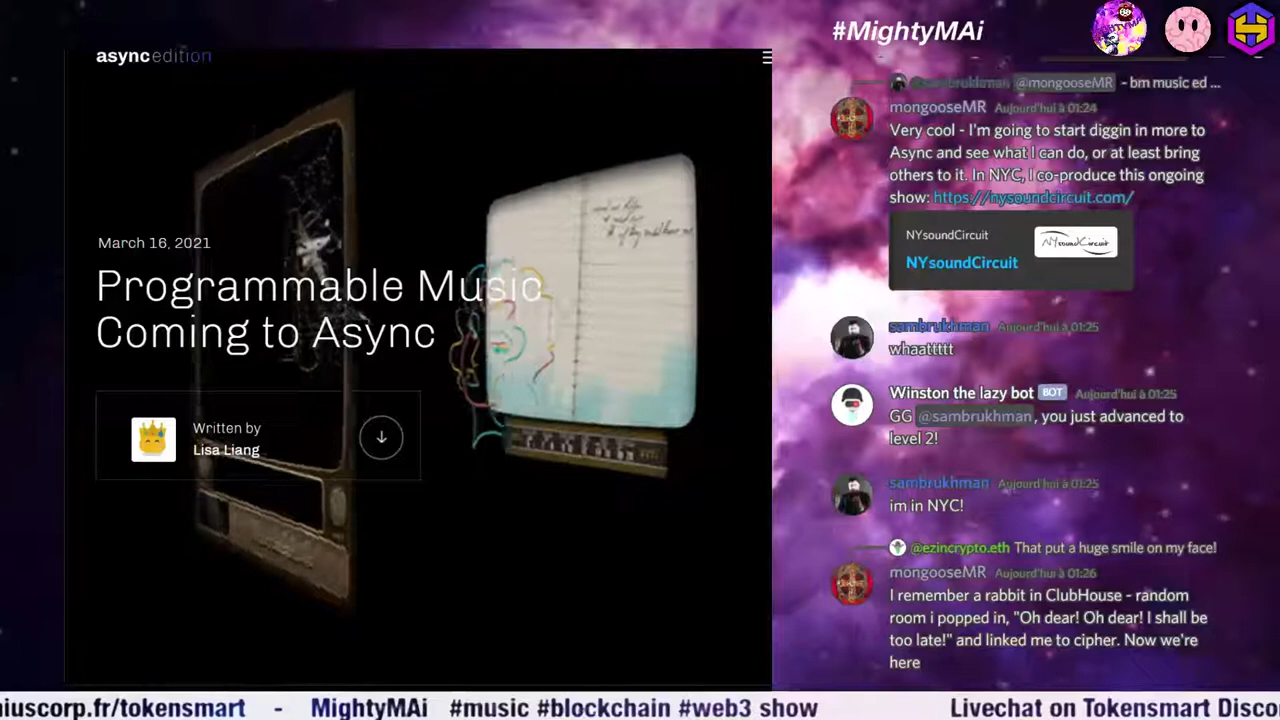 #MightyMAi
asyncedition
March 16, 2021
Programmable Music
Coming to Async
Written by
Lisa Liang
@sambrukhman @mongooseMR - bm music ed ...
mongooseMR Aujourd'hui à 01:24
Very cool - I'm going to start diggin in more to
Async and see what I can do, or at least bring
others to it. In NYC, I co-produce this ongoing
show: https://nysoundcircuit.com/
NYsoundCircuit
NYsoundCircuit
NYsoundCircuit
sambrukhman Aujourd'hui à 01:25
whaattttt
Winston the lazy bot BOT Aujourd'hui à 01:25
GG @sambrukhman, you just advanced to
level 2!
sambrukhman Aujourd'hui à 01:25
im in NYC!
@ezincrypto.eth That put a huge smile on my face!
mongooseMR Aujourd'hui à 01:26
I remember a rabbit in ClubHouse - random
room i popped in, "Oh dear! Oh dear! I shall be
too late!" and linked me to cipher. Now we're
here
niuscorp.fr/tokensmart - MightyMAi #music #blockchain #web3 show Livechat on Tokensmart Disco